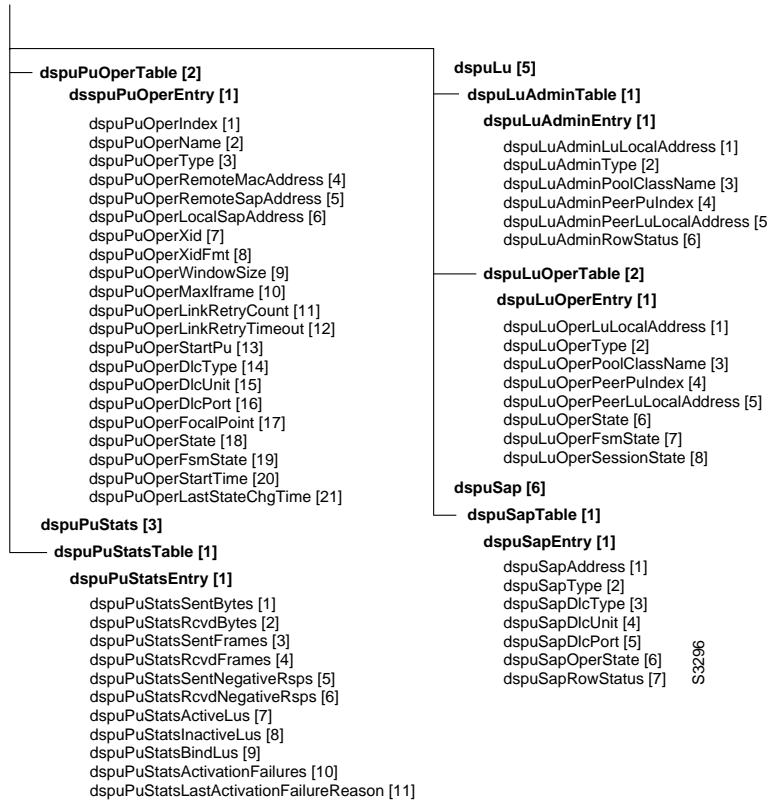 dspuPuOperTable [2]
dsspuPuOperEntry [1]
dspuPuOperIndex [1]
dspuPuOperName [2]
dspuPuOperType [3]
dspuPuOperRemoteMacAddress [4]
dspuPuOperRemoteSapAddress [5]
dspuPuOperLocalSapAddress [6]
dspuPuOperXid [7]
dspuPuOperXidFmt [8]
dspuPuOperWindowSize [9]
dspuPuOperMaxIframe [10]
dspuPuOperLinkRetryCount [11]
dspuPuOperLinkRetryTimeout [12]
dspuPuOperStartPu [13]
dspuPuOperDlcType [14]
dspuPuOperDlcUnit [15]
dspuPuOperDlcPort [16]
dspuPuOperFocalPoint [17]
dspuPuOperState [18]
dspuPuOperFsmState [19]
dspuPuOperStartTime [20]
dspuPuOperLastStateChgTime [21]
dspuPuStats [3]
dspuPuStatsTable [1]
dspuPuStatsEntry [1]
dspuPuStatsSentBytes [1]
dspuPuStatsRcvdBytes [2]
dspuPuStatsSentFrames [3]
dspuPuStatsRcvdFrames [4]
dspuPuStatsSentNegativeRsps [5]
dspuPuStatsRcvdNegativeRsps [6]
dspuPuStatsActiveLus [7]
dspuPuStatsInactiveLus [8]
dspuPuStatsBindLus [9]
dspuPuStatsActivationFailures [10]
dspuPuStatsLastActivationFailureReason [11]
dspuLu [5]
dspuLuAdminTable [1]
dspuLuAdminEntry [1]
dspuLuAdminLuLocalAddress [1]
dspuLuAdminType [2]
dspuLuAdminPoolClassName [3]
dspuLuAdminPeerPuIndex [4]
dspuLuAdminPeerLuLocalAddress [5
dspuLuAdminRowStatus [6]
dspuLuOperTable [2]
dspuLuOperEntry [1]
dspuLuOperLuLocalAddress [1]
dspuLuOperType [2]
dspuLuOperPoolClassName [3]
dspuLuOperPeerPuIndex [4]
dspuLuOperPeerLuLocalAddress [5]
dspuLuOperState [6]
dspuLuOperFsmState [7]
dspuLuOperSessionState [8]
dspuSap [6]
dspuSapTable [1]
dspuSapEntry [1]
dspuSapAddress [1]
dspuSapType [2]
dspuSapDlcType [3]
dspuSapDlcUnit [4]
dspuSapDlcPort [5]
dspuSapOperState [6]
dspuSapRowStatus [7]
S3296